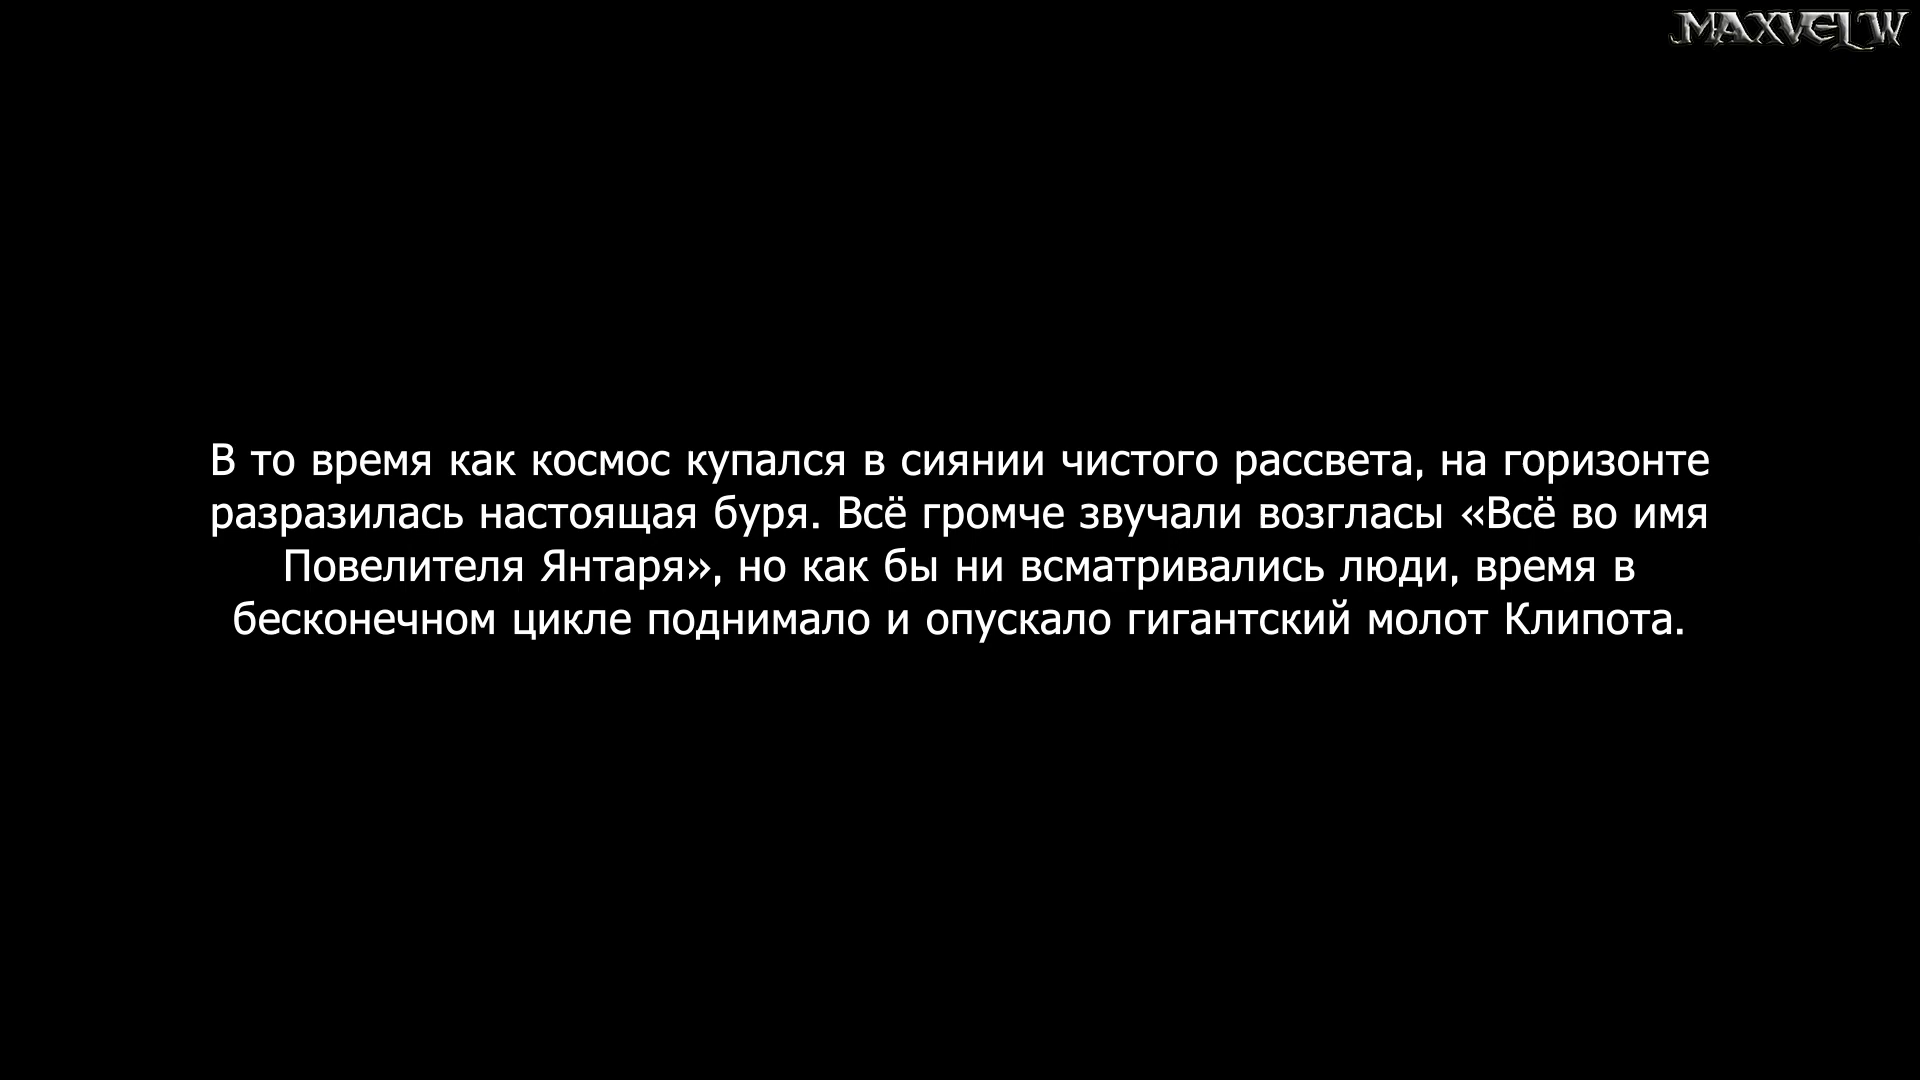 MAXVELW
В то время как космос купался в сиянии чистого рассвета, на горизонте
разразилась настоящая буря. Всё громче звучали возгласы «Всё во имя
Повелителя Янтаря», но как бы ни всматривались люди, время в
бесконечном цикле поднимало и опускало гигантский молот Клипота.